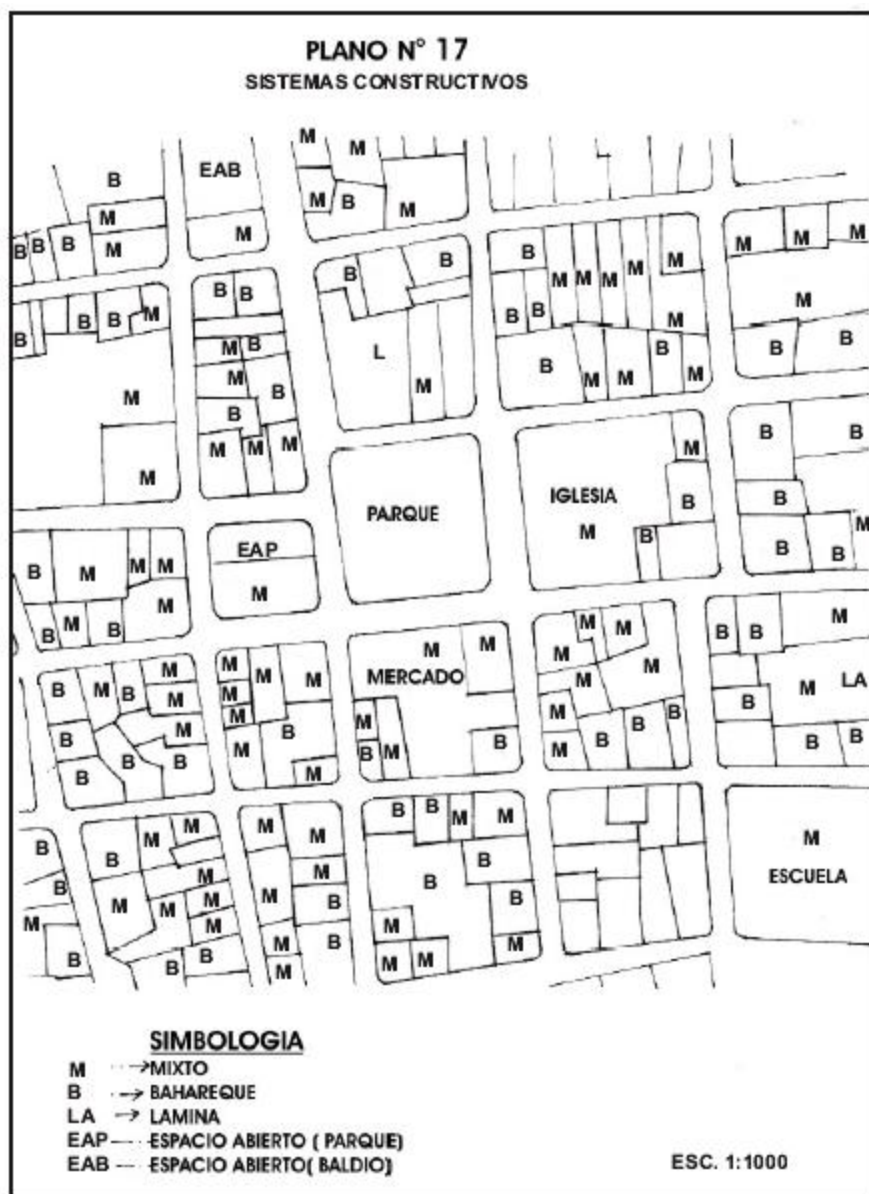 PLANO N° 17
SISTEMAS CONSTRUCTIVOS
M
M
B
EAB
M
B
M
M
M
B
B
B
M
M
B
B
B
M
M
M
M
M
M
M
M
M
B
B
B
B
B
B
B
M
M
M
B
B
L
M
B
M
M
B
M
B
B
M
B
M
B
M
M
M
M
PARQUE
IGLESIA
M
M
B
B
B
B
B
B
B
M
EAP
M
B
M
M
M
M
B
M
B
M
M
MERCADO
M
M
B
M
B
M
M
M
M
M
B
B
M
M
LA
B
B
B
B
M
B
M
M
M
B
B
B
B
M
M
M
M
M
M
B
M
M
M
M
M
B
B
B
B
M
B
B
M
M
B
B
B
M
M
M
M
M
ESCUELA
B
B
M
B
B
M
M
M
M
M
M
M
B
B
M
M
M
M
B
M
M
B
M
M
SIMBOLOGIA
M → MIXTO
B → BAHAREQUE
LA → LAMINA
EAP — ESPACIO ABIERTO ( PARQUE)
EAB — ESPACIO ABIERTO( BALDIO)
ESC. 1:1000